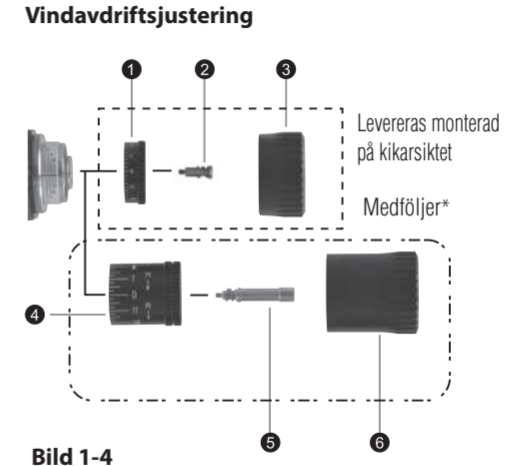 Vindavdriftsjustering
1 2 3
Levereras monterad
på kikarsiktet
Medföljer*
4
5 6
Bild 1-4